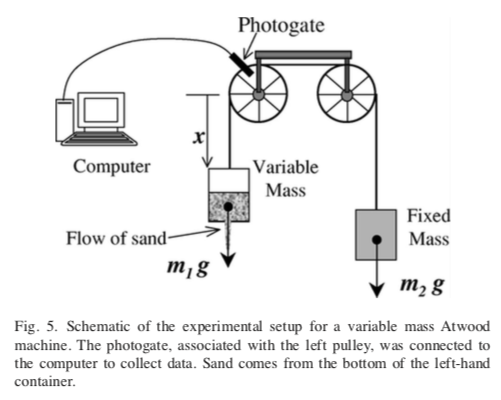 Photogate
x
Computer
Variable
Mass
Flow of sand
m₁g
Fixed
Mass
m₂ g
Fig. 5. Schematic of the experimental setup for a variable mass Atwood
machine. The photogate, associated with the left pulley, was connected to
the computer to collect data. Sand comes from the bottom of the left-hand
container.